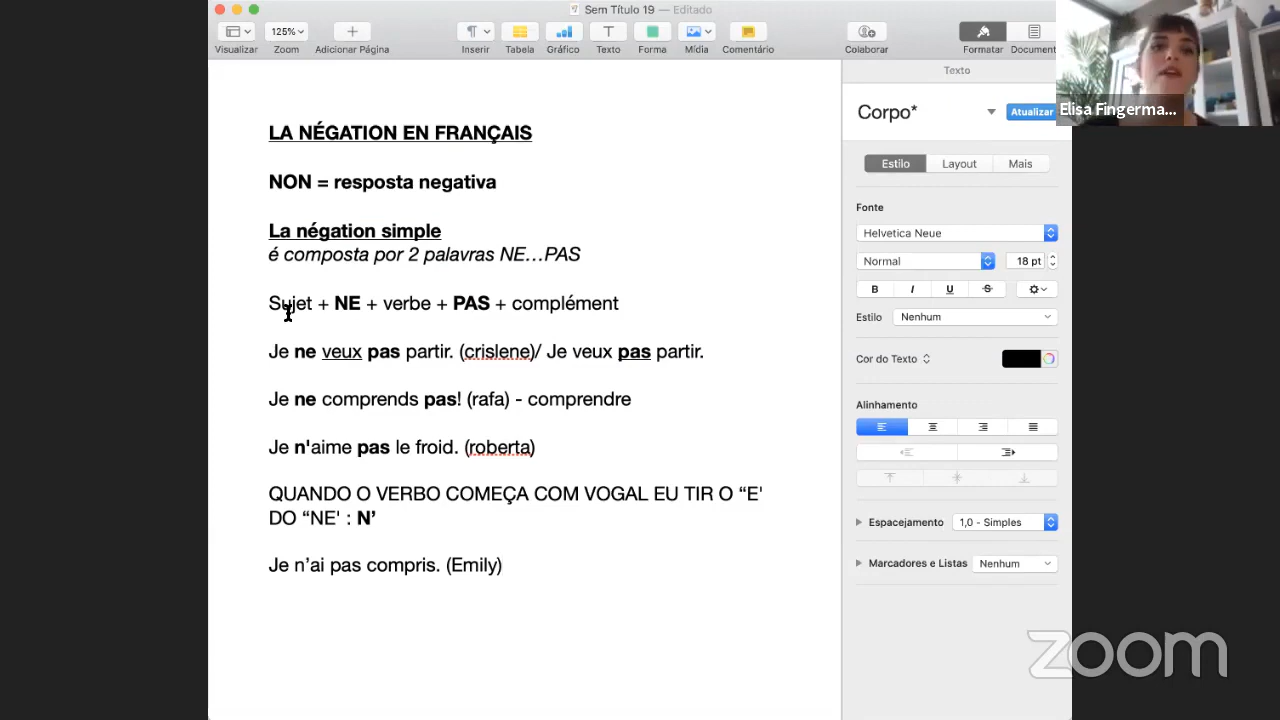 Sem Título 19 — Editado
125%
Visualizar Zoom Adicionar Página Inserir Tabela Gráfico Texto Forma Mídia Comentário Colaborar Formatar Document
Texto
Elisa Fingerma...
Corpo* Atualizar
Estilo Layout Mais
Fonte
Helvetica Neue
Normal 18 pt
B I U S
Estilo Nenhum
Cor do Texto
Alinhamento
Espacejamento 1,0 - Simples
Marcadores e Listas Nenhum
LA NÉGATION EN FRANÇAIS
NON = resposta negativa
La négation simple
é composta por 2 palavras NE…PAS
Sujet + NE + verbe + PAS + complément
Je ne veux pas partir. (crislene)/ Je veux pas partir.
Je ne comprends pas! (rafa) - comprendre
Je n'aime pas le froid. (roberta)
QUANDO O VERBO COMEÇA COM VOGAL EU TIR O “E'
DO “NE' : N’
Je n’ai pas compris. (Emily)
zoom